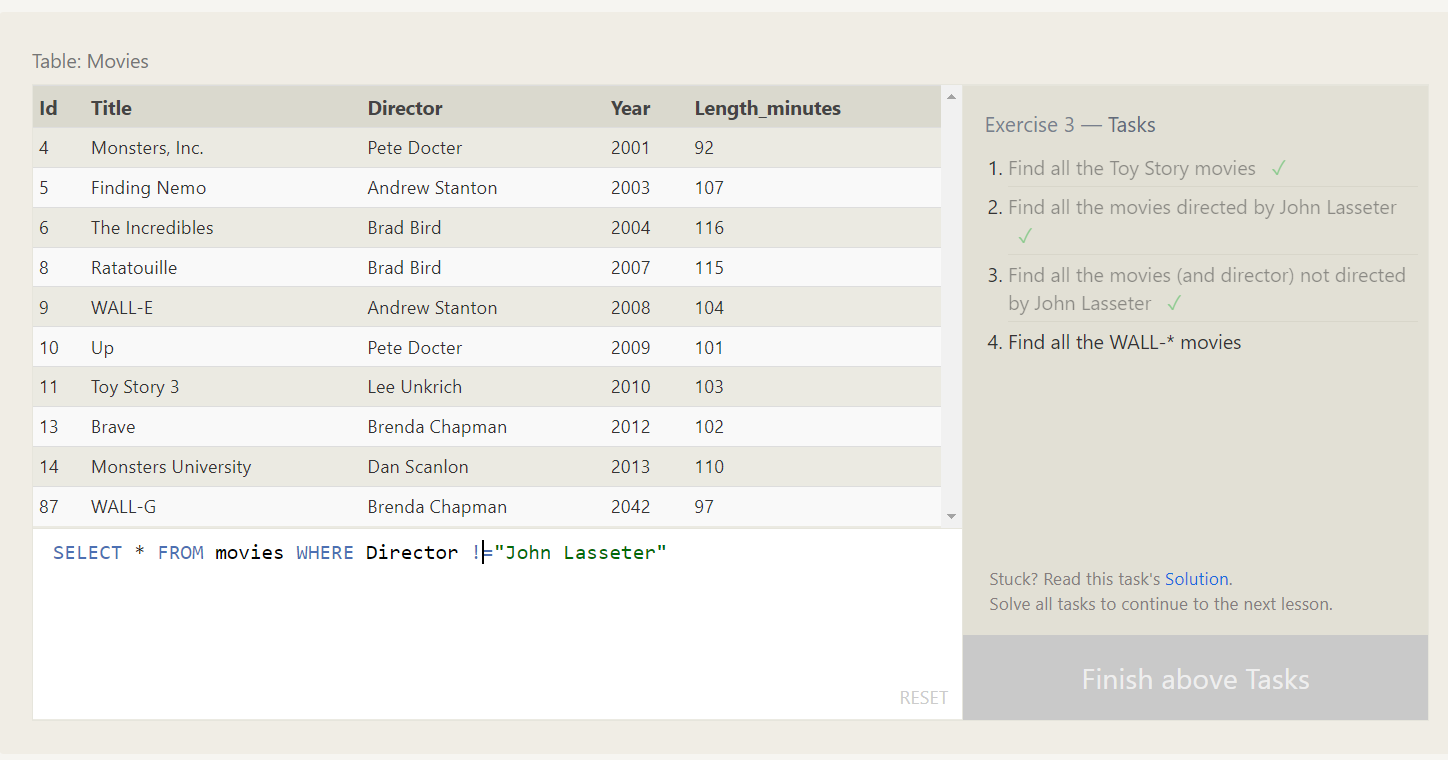 Table: Movies
Id Title Director Year Length_minutes
4 Monsters, Inc. Pete Docter 2001 92
5 Finding Nemo Andrew Stanton 2003 107
6 The Incredibles Brad Bird 2004 116
8 Ratatouille Brad Bird 2007 115
9 WALL-E Andrew Stanton 2008 104
10 Up Pete Docter 2009 101
11 Toy Story 3 Lee Unkrich 2010 103
13 Brave Brenda Chapman 2012 102
14 Monsters University Dan Scanlon 2013 110
87 WALL-G Brenda Chapman 2042 97
SELECT * FROM movies WHERE Director !="John Lasseter"
RESET
Exercise 3 — Tasks
1. Find all the Toy Story movies ✓
2. Find all the movies directed by John Lasseter
✓
3. Find all the movies (and director) not directed
by John Lasseter ✓
4. Find all the WALL-* movies
Stuck? Read this task's Solution.
Solve all tasks to continue to the next lesson.
Finish above Tasks